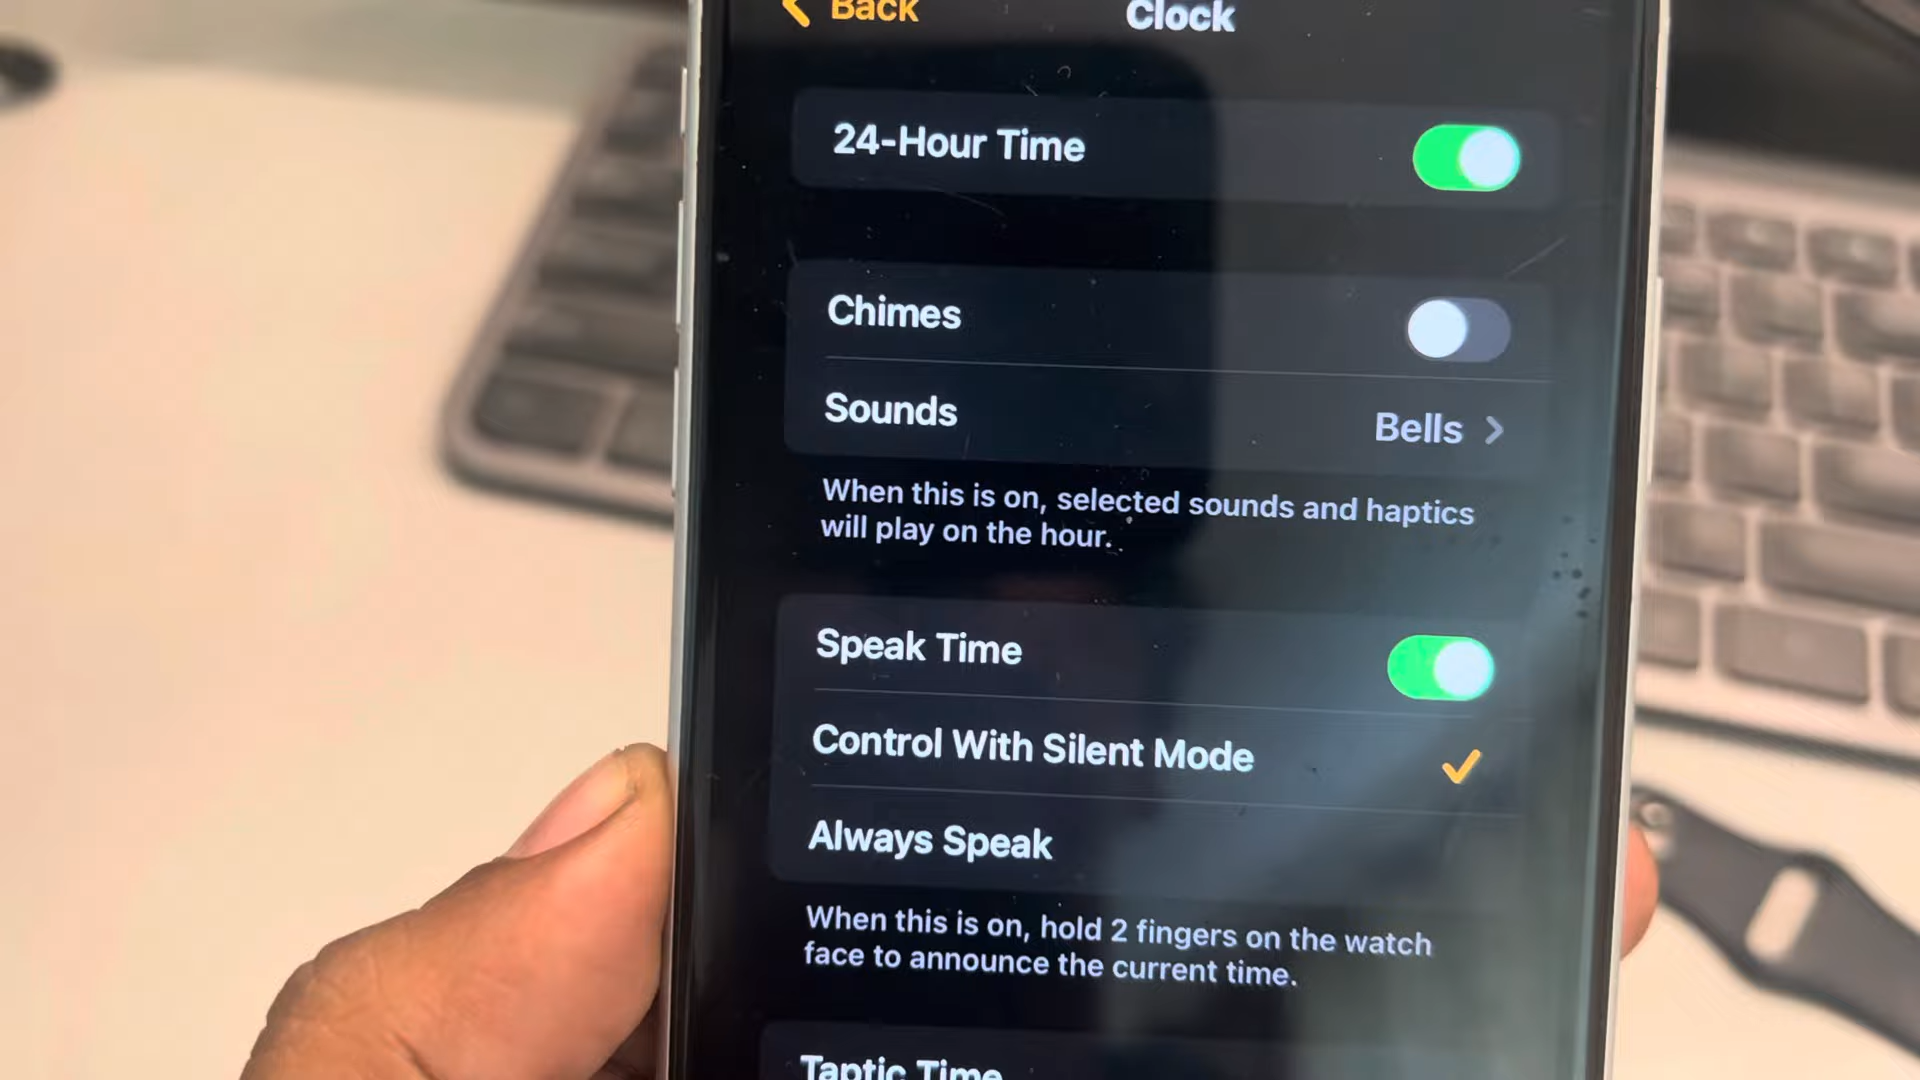 Back
Clock
24-Hour Time
Chimes
Sounds
Bells
When this is on, selected sounds and haptics
will play on the hour.
Speak Time
Control With Silent Mode
Always Speak
When this is on, hold 2 fingers on the watch
face to announce the current time.
Taptic Time